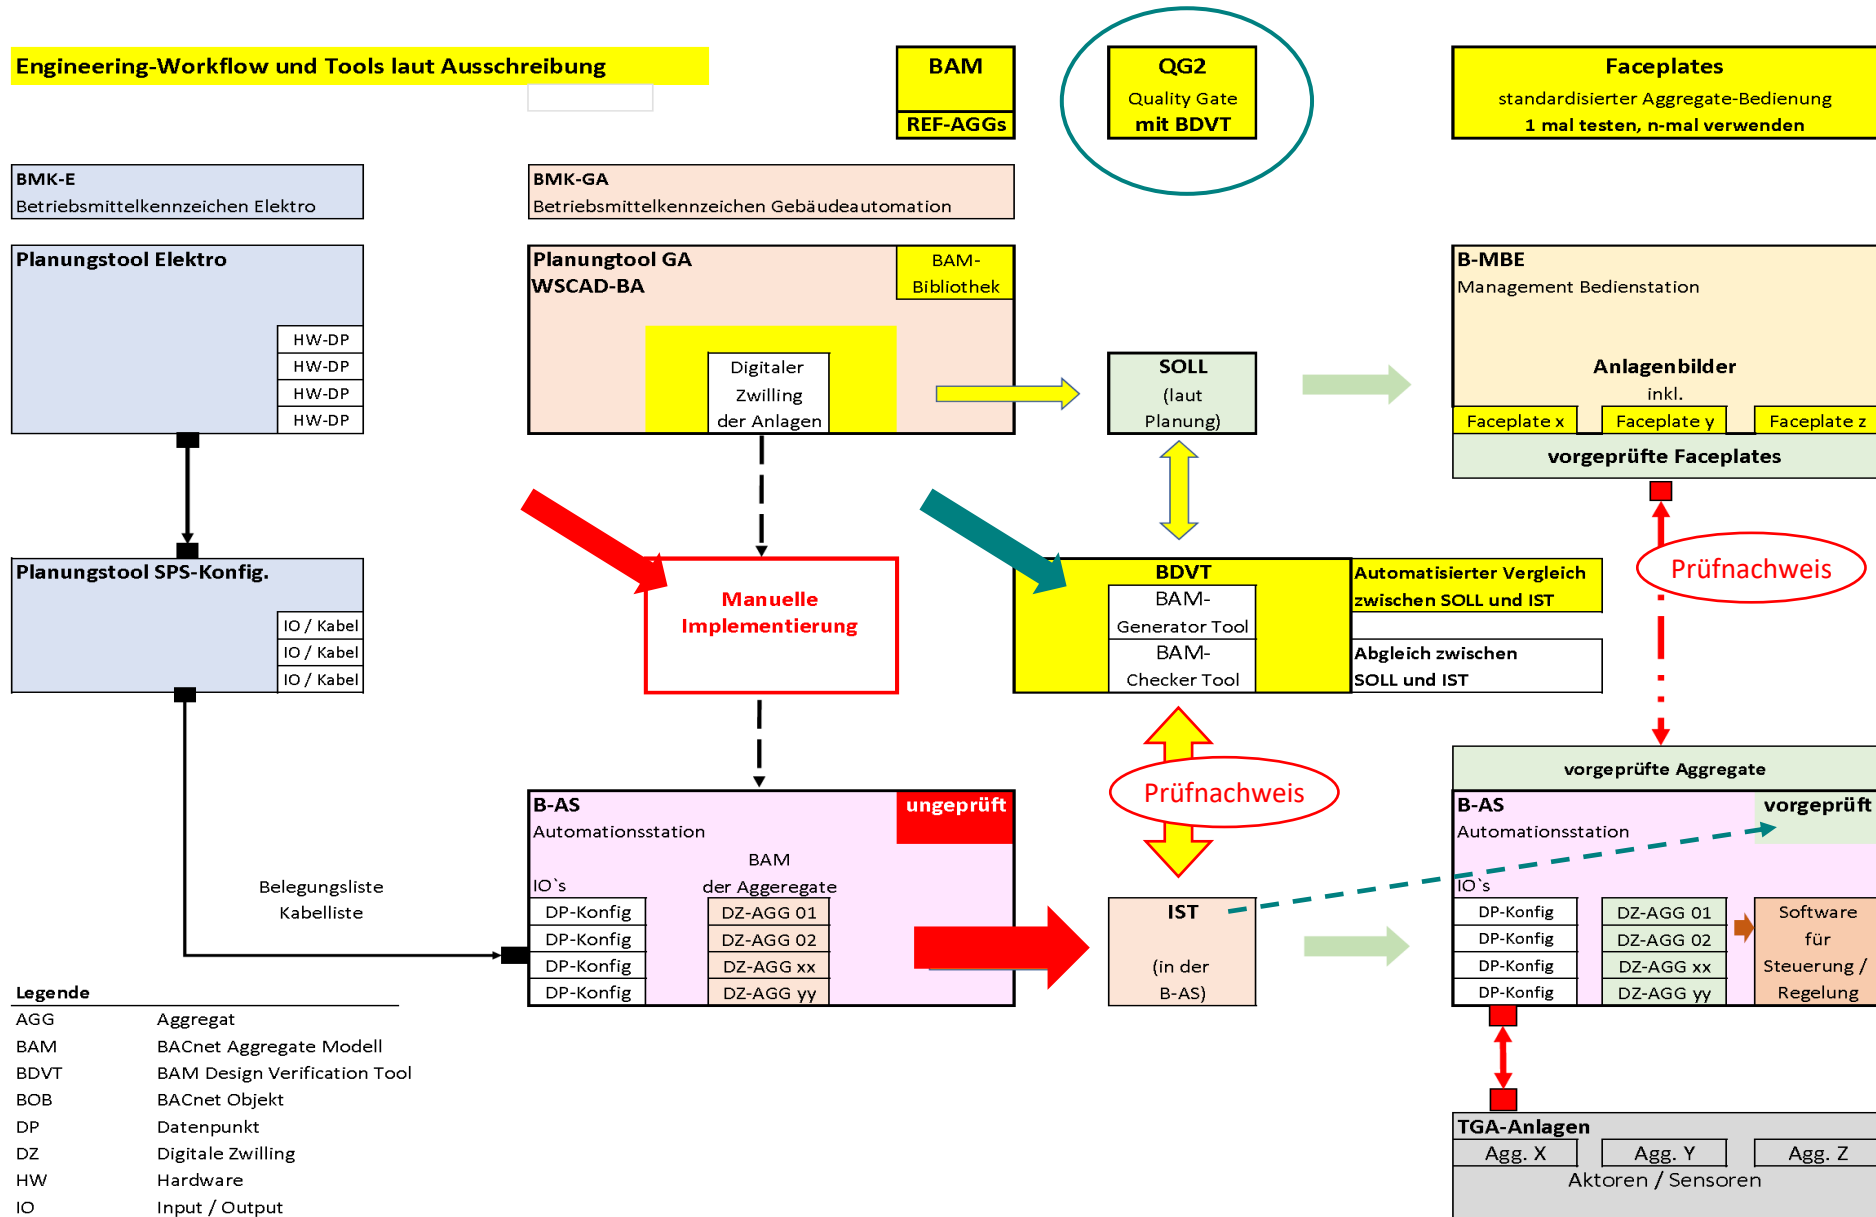 Engineering-Workflow und Tools laut Ausschreibung
BAM
REF-AGGs
QG2
Quality Gate
mit BDVT
Faceplates
standardisierter Aggregate-Bedienung
1 mal testen, n-mal verwenden
BMK-E
Betriebsmittelkennzeichen Elektro
BMK-GA
Betriebsmittelkennzeichen Gebäudeautomation
Planungstool Elektro
HW-DP
HW-DP
HW-DP
HW-DP
Planungtool GA
WSCAD-BA
BAM-
Bibliothek
Digitaler
Zwilling
der Anlagen
SOLL
(laut
Planung)
B-MBE
Management Bedienstation
Anlagenbilder
inkl.
Faceplate x
Faceplate y
Faceplate z
vorgeprüfte Faceplates
Planungstool SPS-Konfig.
IO / Kabel
IO / Kabel
IO / Kabel
Manuelle
Implementierung
BDVT
BAM-
Generator Tool
BAM-
Checker Tool
Automatisierter Vergleich
zwischen SOLL und IST
Abgleich zwischen
SOLL und IST
Prüfnachweis
Prüfnachweis
Belegungsliste
Kabelliste
B-AS
ungeprüft
Automationsstation
BAM
der Aggeregate
IO`s
DP-Konfig
DP-Konfig
DP-Konfig
DP-Konfig
DZ-AGG 01
DZ-AGG 02
DZ-AGG xx
DZ-AGG yy
IST
(in der
B-AS)
vorgeprüfte Aggregate
B-AS
vorgeprüft
Automationsstation
IO`s
DP-Konfig
DP-Konfig
DP-Konfig
DP-Konfig
DZ-AGG 01
DZ-AGG 02
DZ-AGG xx
DZ-AGG yy
Software
für
Steuerung /
Regelung
TGA-Anlagen
Agg. X
Agg. Y
Agg. Z
Aktoren / Sensoren
Legende
AGG Aggregat
BAM BACnet Aggregate Modell
BDVT BAM Design Verification Tool
BOB BACnet Objekt
DP Datenpunkt
DZ Digitale Zwilling
HW Hardware
IO Input / Output